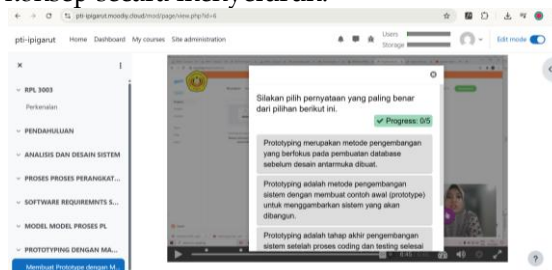 konsep secara menyeluruh.
pti-ipigarut.moodly.cloud/mod/page/view.php?id=6
pti-ipigarut Home Dashboard My courses Site administration
Users
Storage
Edit mode
RPL 3003
Perkenalan
PENDAHULUAN
ANALISIS DAN DESAIN SISTEM
PROSES PROSES PERANGKAT...
SOFTWARE REQUIREMNTS S...
MODEL MODEL PROSES PL
PROTOTYPING DENGAN MA...
Membuat Prototype dengan M...
Silakan pilih pernyataan yang paling benar
dari pilihan berikut ini.
Progress: 0/5
Prototyping merupakan metode pengembangan
yang berfokus pada pembuatan database
sebelum desain antarmuka dibuat.
Prototyping adalah metode pengembangan
sistem dengan membuat contoh awal (prototype)
untuk menggambarkan sistem yang akan
dibangun.
Prototyping adalah tahap akhir pengembangan
sistem setelah proses coding dan testing selesai